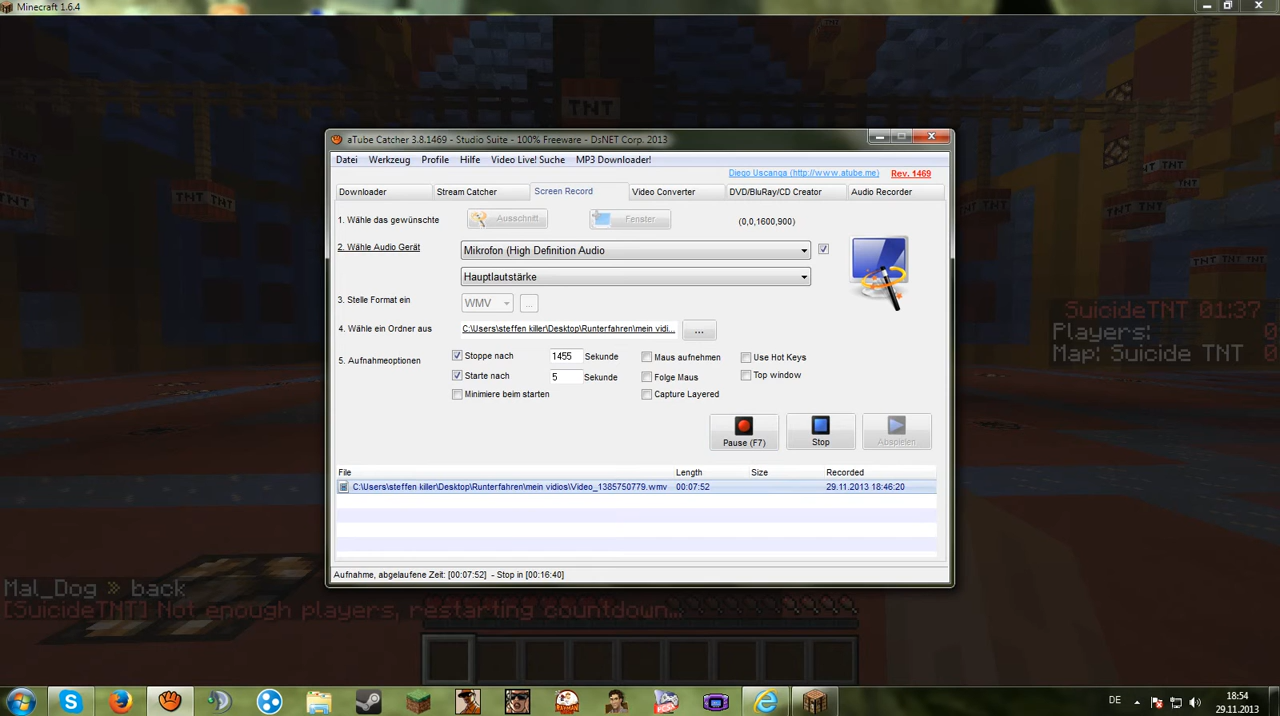 Minecraft 1.6.4
TNT
aTube Catcher 3.8.1469 - Studio Suite - 100% Freeware - DsNET Corp. 2013
Datei Werkzeug Profile Hilfe Video Live! Suche MP3 Downloader!
Diego Uscanga (http://www.atube.me) Rev. 1469
Downloader Stream Catcher Screen Record Video Converter DVD/BluRay/CD Creator Audio Recorder
1. Wähle das gewünschte Ausschnitt Fenster (0,0,1600,900)
2. Wähle Audio Gerät Mikrofon (High Definition Audio
Hauptlautstärke
3. Stelle Format ein WMV ...
4. Wähle ein Ordner aus C:\Users\steffen killer\Desktop\Runterfahren\mein vidi... ...
5. Aufnahmeoptionen Stoppe nach 1455 Sekunde Maus aufnehmen Use Hot Keys
Starte nach 5 Sekunde Folge Maus Top window
Minimiere beim starten Capture Layered
Pause (F7) Stop Abspielen
File Length Size Recorded
C:\Users\steffen killer\Desktop\Runterfahren\mein vidios\Video_1385750779.wmv 00:07:52 29.11.2013 18:46:20
Aufnahme, abgelaufene Zeit: [00:07:52] - Stop in [00:16:40]
SuicideTNT 01:37
Players: 0
Map: Suicide TNT 0
Mal_Dog » back
[SuicideTNT] Not enough players, restarting countdown...
DE 18:54
29.11.2013